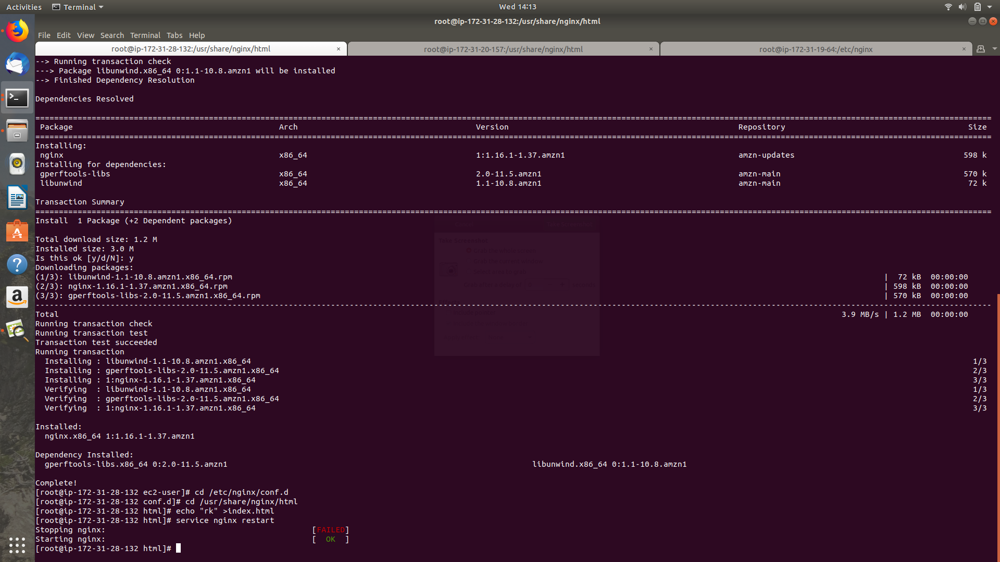 Activities Terminal Wed 14:13
root@ip-172-31-28-132:/usr/share/nginx/html
File Edit View Search Terminal Tabs Help
root@ip-172-31-28-132:/usr/share/nginx/html × root@ip-172-31-20-157:/usr/share/nginx/html × root@ip-172-31-19-64:/etc/nginx ×
--> Running transaction check
---> Package libunwind.x86_64 0:1.1-10.8.amzn1 will be installed
--> Finished Dependency Resolution
Dependencies Resolved
Package Arch Version Repository Size
Installing:
nginx x86_64 1:1.16.1-1.37.amzn1 amzn-updates 598 k
Installing for dependencies:
gperftools-libs x86_64 2.0-11.5.amzn1 amzn-main 570 k
libunwind x86_64 1.1-10.8.amzn1 amzn-main 72 k
Transaction Summary
Install 1 Package (+2 Dependent packages)
Total download size: 1.2 M
Installed size: 3.0 M
Is this ok [y/d/N]: y
Downloading packages:
(1/3): libunwind-1.1-10.8.amzn1.x86_64.rpm | 72 kB 00:00:00
(2/3): nginx-1.16.1-1.37.amzn1.x86_64.rpm | 598 kB 00:00:00
(3/3): gperftools-libs-2.0-11.5.amzn1.x86_64.rpm | 570 kB 00:00:00
Total 3.9 MB/s | 1.2 MB 00:00:00
Running transaction check
Running transaction test
Transaction test succeeded
Running transaction
Installing : libunwind-1.1-10.8.amzn1.x86_64 1/3
Installing : gperftools-libs-2.0-11.5.amzn1.x86_64 2/3
Installing : 1:nginx-1.16.1-1.37.amzn1.x86_64 3/3
Verifying : libunwind-1.1-10.8.amzn1.x86_64 1/3
Verifying : gperftools-libs-2.0-11.5.amzn1.x86_64 2/3
Verifying : 1:nginx-1.16.1-1.37.amzn1.x86_64 3/3
Installed:
nginx.x86_64 1:1.16.1-1.37.amzn1
Dependency Installed:
gperftools-libs.x86_64 0:2.0-11.5.amzn1 libunwind.x86_64 0:1.1-10.8.amzn1
Complete!
[root@ip-172-31-28-132 ec2-user]# cd /etc/nginx/conf.d
[root@ip-172-31-28-132 conf.d]# cd /usr/share/nginx/html
[root@ip-172-31-28-132 html]# echo "rk" >index.html
[root@ip-172-31-28-132 html]# service nginx restart
Stopping nginx: [FAILED]
Starting nginx: [ OK ]
[root@ip-172-31-28-132 html]#